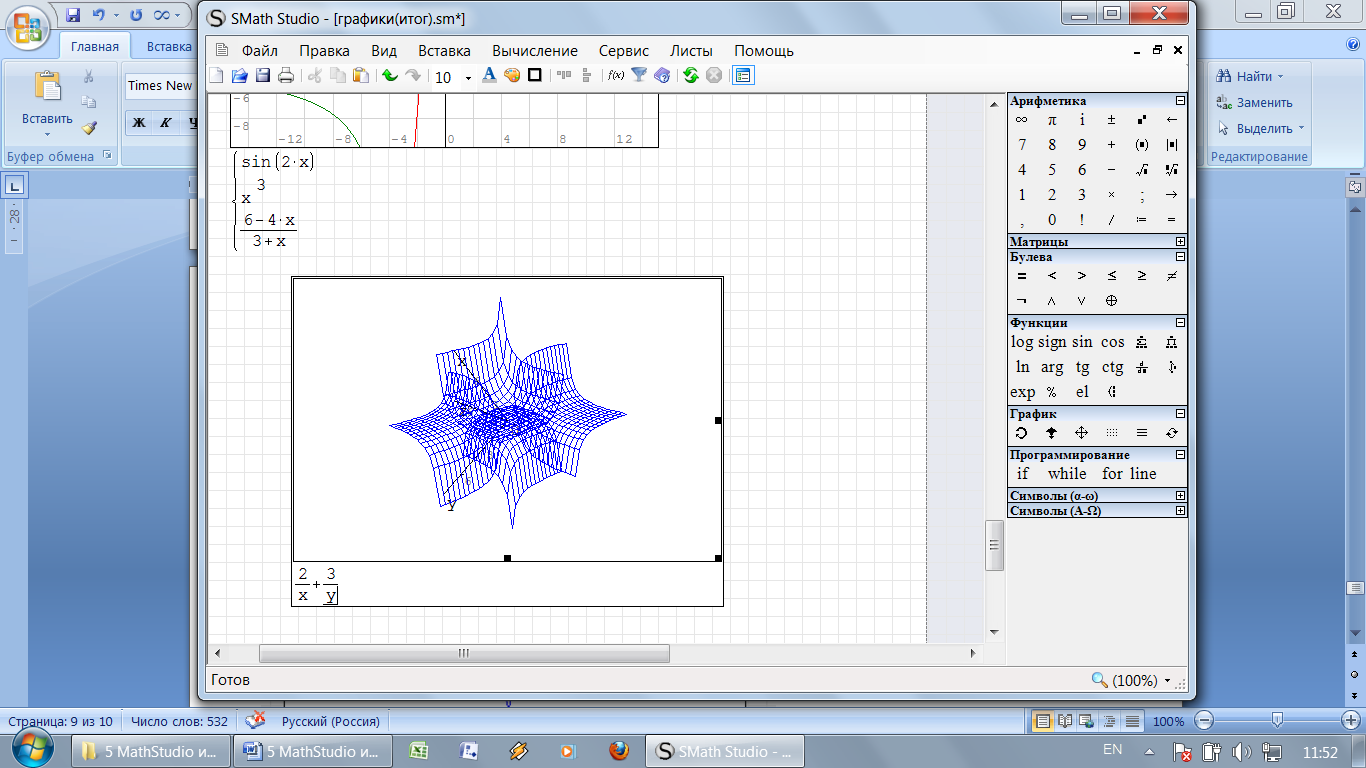 SMath Studio - [графики(итог).sm*]
Главная
Вставка
Файл Правка Вид Вставка Вычисление Сервис Листы Помощь
10
f(x)
Вставить
Times New
Ж К Ч
Буфер обмена
Найти
Заменить
Выделить
Редактирование
28
-6
-8
-12 -8 -4 0 4 8 12
sin(2·x)
x^3
(6-4·x)/(3+x)
x
y
2/x + 3/y
Арифметика
∞ π i ± ←
7 8 9 + (▪) |▪|
4 5 6 − √
1 2 3 × ; →
, 0 ! / := =
Матрицы
Булева
= < > ≤ ≥ ≠
¬ ∧ ∨ ⊕
Функции
log sign sin cos
ln arg tg ctg
exp % el
График
Программирование
if while for line
Символы (α-ω)
Символы (Α-Ω)
Готов
(100%)
Страница: 9 из 10
Число слов: 532
Русский (Россия)
100%
5 MathStudio и...
5 MathStudio и...
SMath Studio - ...
EN
11:52